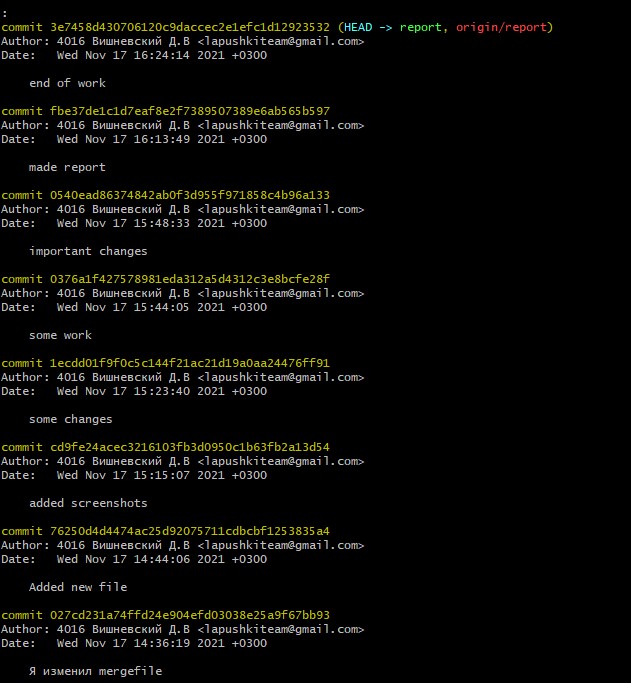 :
commit 3e7458d430706120c9daccec2e1efc1d12923532 (HEAD -> report, origin/report)
Author: 4016 Вишневский Д.В <lapushkiteam@gmail.com>
Date:   Wed Nov 17 16:24:14 2021 +0300
end of work
commit fbe37de1c1d7eaf8e2f7389507389e6ab565b597
Author: 4016 Вишневский Д.В <lapushkiteam@gmail.com>
Date:   Wed Nov 17 16:13:49 2021 +0300
made report
commit 0540ead86374842ab0f3d955f971858c4b96a133
Author: 4016 Вишневский Д.В <lapushkiteam@gmail.com>
Date:   Wed Nov 17 15:48:33 2021 +0300
important changes
commit 0376a1f427578981eda312a5d4312c3e8bcfe28f
Author: 4016 Вишневский Д.В <lapushkiteam@gmail.com>
Date:   Wed Nov 17 15:44:05 2021 +0300
some work
commit 1ecdd01f9f0c5c144f21ac21d19a0aa24476ff91
Author: 4016 Вишневский Д.В <lapushkiteam@gmail.com>
Date:   Wed Nov 17 15:23:40 2021 +0300
some changes
commit cd9fe24acec3216103fb3d0950c1b63fb2a13d54
Author: 4016 Вишневский Д.В <lapushkiteam@gmail.com>
Date:   Wed Nov 17 15:15:07 2021 +0300
added screenshots
commit 76250d4d4474ac25d92075711cdbcbf1253835a4
Author: 4016 Вишневский Д.В <lapushkiteam@gmail.com>
Date:   Wed Nov 17 14:44:06 2021 +0300
Added new file
commit 027cd231a74ffd24e904efd03038e25a9f67bb93
Author: 4016 Вишневский Д.В <lapushkiteam@gmail.com>
Date:   Wed Nov 17 14:36:19 2021 +0300
Я изменил mergefile